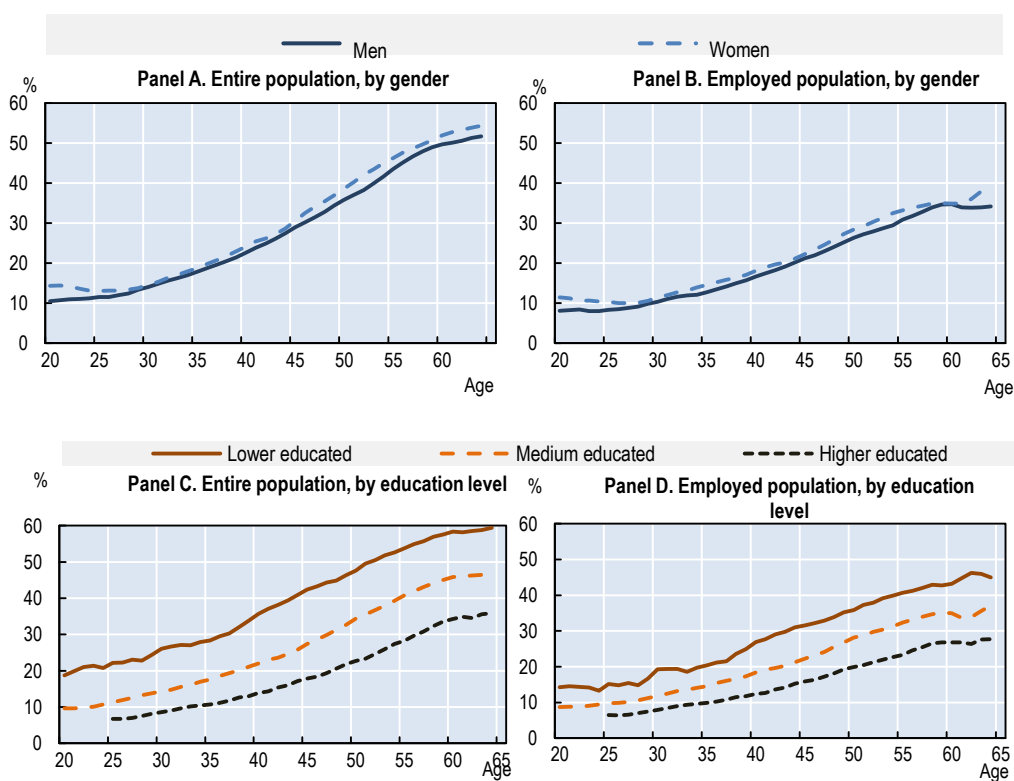 Men Women
% Panel A. Entire population, by gender
60
50
40
30
20
10
0
20 25 30 35 40 45 50 55 60 65
Age
% Panel B. Employed population, by gender
60
50
40
30
20
10
0
20 25 30 35 40 45 50 55 60 65
Age
Lower educated Medium educated Higher educated
% Panel C. Entire population, by education level
60
50
40
30
20
10
0
20 25 30 35 40 45 50 55 60 65
Age
% Panel D. Employed population, by education
level
60
50
40
30
20
10
0
20 25 30 35 40 45 50 55 60 65
Age